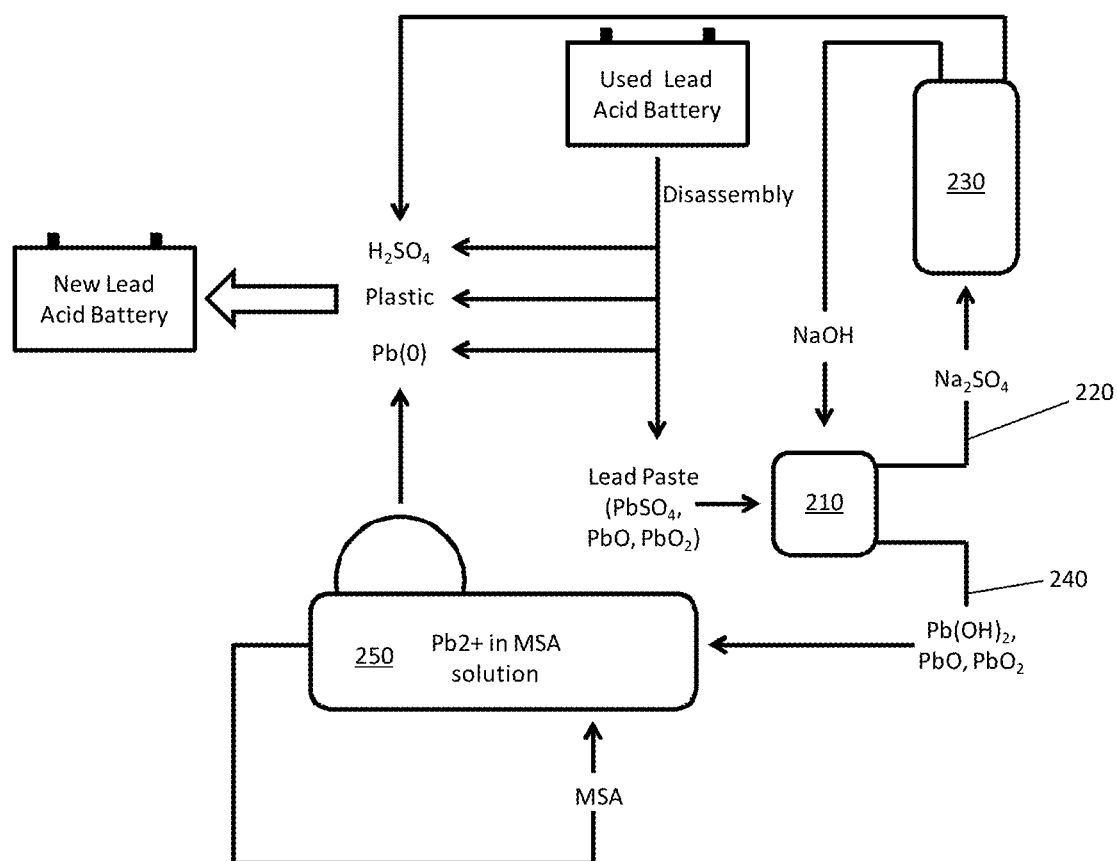 Used Lead
Acid Battery
230
Disassembly
H₂SO₄
New Lead
Acid Battery
Plastic
NaOH
Pb(0)
Na₂SO₄
220
Lead Paste
(PbSO₄,
PbO, PbO₂)
210
240
Pb(OH)₂,
PbO, PbO₂
250
Pb2+ in MSA
solution
MSA